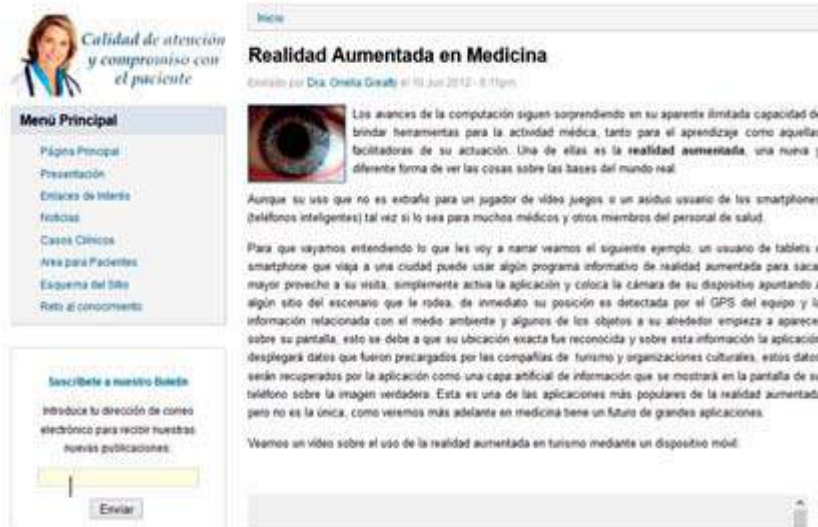 Calidad de atención
y compromiso con
el paciente
Menú Principal
Página Principal
Presentación
Enlaces de Interés
Noticias
Casos Clínicos
Area para Pacientes
Esquema del Sitio
Reto al conocimiento
Suscríbete a nuestro Boletín
Introduce tu dirección de correo
electrónico para recibir nuestras
nuevas publicaciones:
Enviar
Inicio
Realidad Aumentada en Medicina
Enviado por Dra. Onelia Greatty el 10 Jun 2012 -
Los avances de la computación siguen sorprendiendo en su aparente ilimitada capacidad de
brindar herramientas para la actividad médica, tanto para el aprendizaje como aquellas
facilitadoras de su actuación. Una de ellas es la realidad aumentada, una nueva y
diferente forma de ver las cosas sobre las bases del mundo real.
Aunque su uso que no es extraño para un jugador de vídeo juegos o un asiduo usuario de los smartphones
(teléfonos inteligentes) tal vez si lo sea para muchos médicos y otros miembros del personal de salud.
Para que vayamos entendiendo lo que les voy a narrar veamos el siguiente ejemplo, un usuario de tablets o
smartphone que viaja a una ciudad puede usar algún programa informativo de realidad aumentada para saca
mayor provecho a su visita, simplemente activa la aplicación y coloca la cámara de su dispositivo apuntando a
algún sitio del escenario que le rodea, de inmediato su posición es detectada por el GPS del equipo y la
información relacionada con el medio ambiente y algunos de los objetos a su alrededor empieza a aparece
sobre su pantalla, esto se debe a que su ubicación exacta fue reconocida y sobre esta información la aplicación
desplegará datos que fueron precargados por las compañías de turismo y organizaciones culturales, estos datos
serán recuperados por la aplicación como una capa artificial de información que se mostrará en la pantalla de su
teléfono sobre la imagen verdadera. Esta es una de las aplicaciones más populares de la realidad aumentada
pero no es la única, como veremos más adelante en medicina tiene un futuro de grandes aplicaciones.
Veamos un vídeo sobre el uso de la realidad aumentada en turismo mediante un dispositivo móvil: